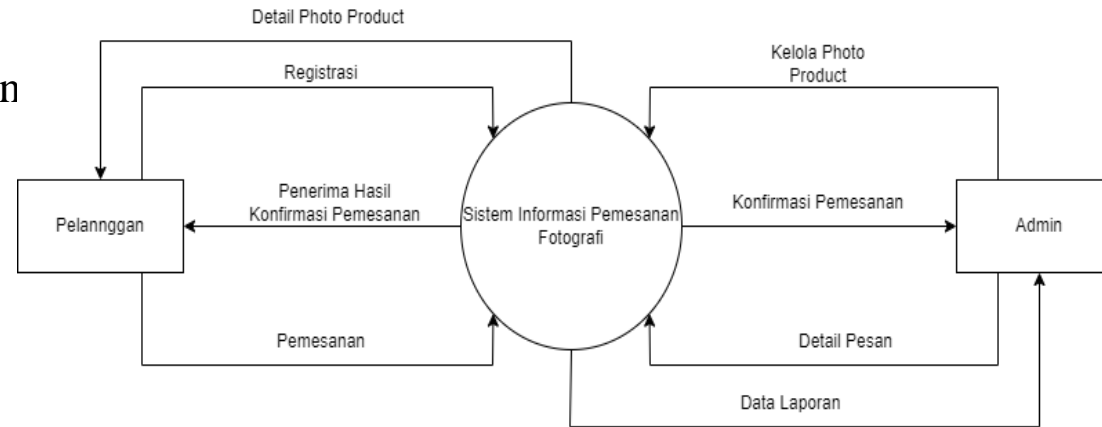 Detail Photo Product
Registrasi
Kelola Photo
Product
n
Pelannggan
Penerima Hasil
Konfirmasi Pemesanan
Sistem Informasi Pemesanan
Fotografi
Konfirmasi Pemesanan
Admin
Pemesanan
Detail Pesan
Data Laporan